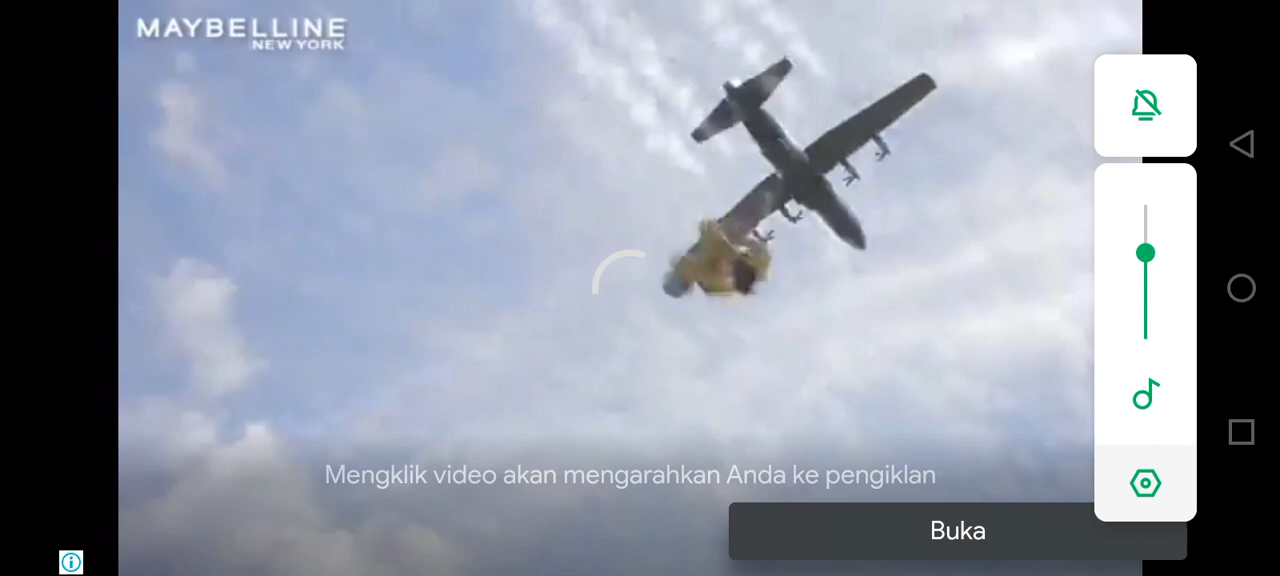 MAYBELLINE
NEW YORK
Mengklik video akan mengarahkan Anda ke pengiklan
Buka